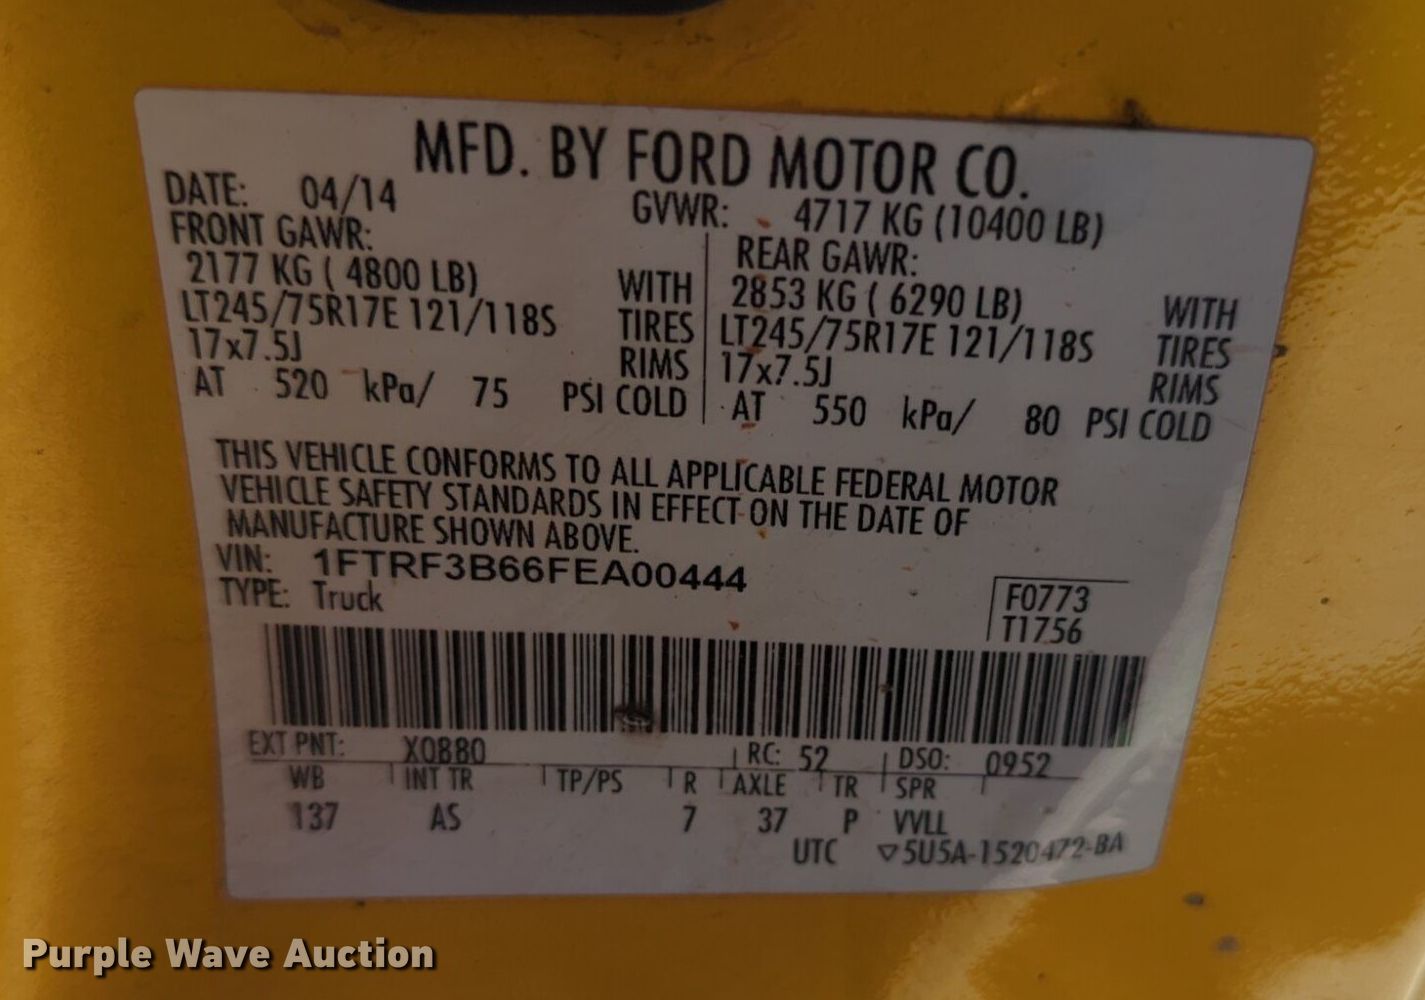 MFD. BY FORD MOTOR CO.
DATE: 04/14 GVWR: 4717 KG (10400 LB)
FRONT GAWR: REAR GAWR:
2177 KG ( 4800 LB) WITH 2853 KG ( 6290 LB) WITH
LT245/75R17E 121/118S TIRES LT245/75R17E 121/118S TIRES
17x7.5J RIMS 17x7.5J RIMS
AT 520 kPa/ 75 PSI COLD AT 550 kPa/ 80 PSI COLD
THIS VEHICLE CONFORMS TO ALL APPLICABLE FEDERAL MOTOR
VEHICLE SAFETY STANDARDS IN EFFECT ON THE DATE OF
MANUFACTURE SHOWN ABOVE.
VIN: 1FTRF3B66FEA00444
TYPE: Truck F0773
T1756
EXT PNT: X0880 RC: 52 DSO: 0952
WB INT TR TP/PS R AXLE TR SPR
137 AS 7 37 P VVLL
UTC ▽5U5A-1520472-BA
Purple Wave Auction